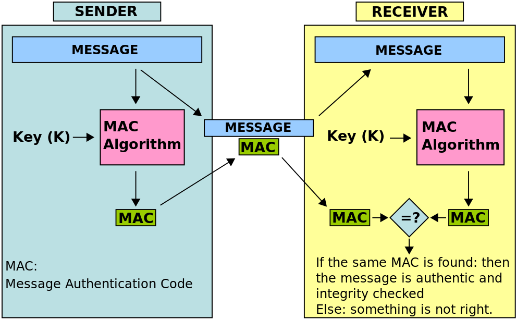 SENDER
RECEIVER
MESSAGE
MESSAGE
Key (K)
MAC
Algorithm
MESSAGE
MAC
Key (K)
MAC
Algorithm
MAC
MAC
=?
MAC
MAC:
Message Authentication Code
If the same MAC is found: then
the message is authentic and
integrity checked
Else: something is not right.